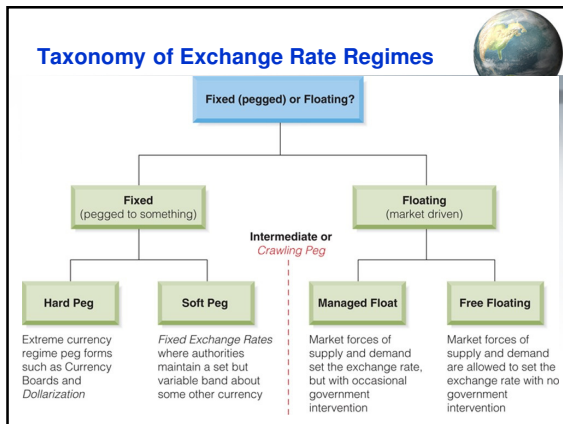 Taxonomy of Exchange Rate Regimes
Fixed (pegged) or Floating?
Fixed
(pegged to something)
Floating
(market driven)
Intermediate or
Crawling Peg
Hard Peg
Soft Peg
Managed Float
Free Floating
Extreme currency
regime peg forms
such as Currency
Boards and
Dollarization
Fixed Exchange Rates
where authorities
maintain a set but
variable band about
some other currency
Market forces of
supply and demand
set the exchange rate,
but with occasional
government
intervention
Market forces of
supply and demand
are allowed to set the
exchange rate with no
government
intervention